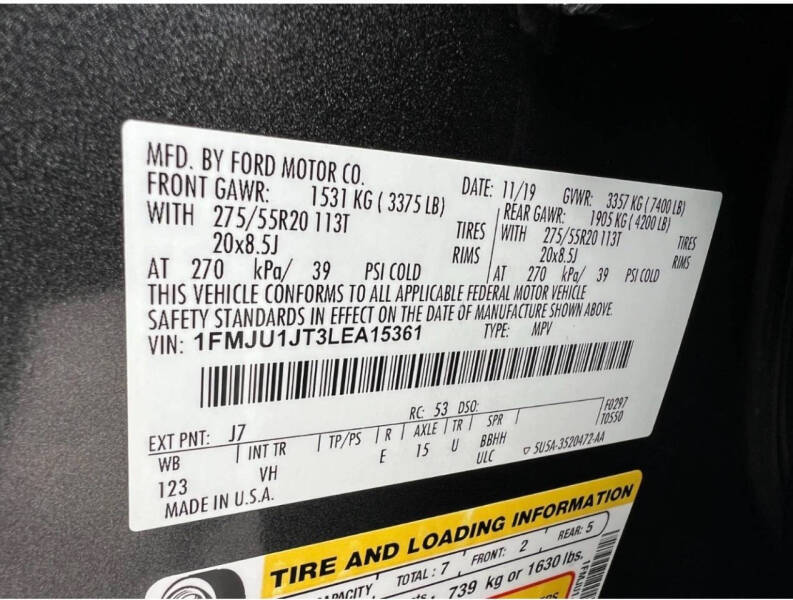 MFD. BY FORD MOTOR CO.
DATE: 11/19 GVWR: 3357 KG ( 7400 LB)
FRONT GAWR: 1531 KG ( 3375 LB) REAR GAWR: 1905 KG ( 4200 LB)
WITH 275/55R20 113T TIRES WITH 275/55R20 113T TIRES
20x8.5J RIMS 20x8.5J RIMS
AT 270 kPa/ 39 PSI COLD AT 270 kPa/ 39 PSI COLD
THIS VEHICLE CONFORMS TO ALL APPLICABLE FEDERAL MOTOR VEHICLE
SAFETY STANDARDS IN EFFECT ON THE DATE OF MANUFACTURE SHOWN ABOVE.
VIN: 1FMJU1JT3LEA15361 TYPE: MPV
EXT PNT: J7 RC: 53 DSO: F0297
T0550
WB INT TR TP/PS R AXLE TR SPR
E 15 U BBHH
123 VH ULC ▽ 5U5A-3520472-AA
MADE IN U.S.A.
TIRE AND LOADING INFORMATION
TOTAL : 7 FRONT: 2 REAR: 5
739 kg or 1630 lbs.